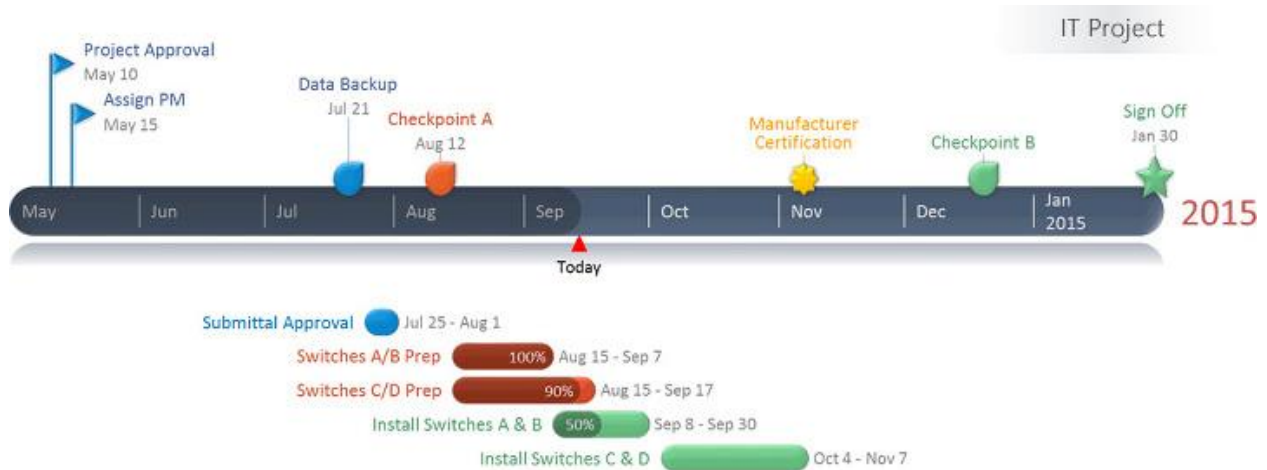 IT Project
Project Approval
May 10
Assign PM
May 15
Data Backup
Jul 21
Checkpoint A
Aug 12
Manufacturer
Certification
Checkpoint B
Sign Off
Jan 30
May Jun Jul Aug Sep Oct Nov Dec Jan
2015
2015
Today
Submittal Approval Jul 25 - Aug 1
Switches A/B Prep 100% Aug 15 - Sep 7
Switches C/D Prep 90% Aug 15 - Sep 17
Install Switches A & B 50% Sep 8 - Sep 30
Install Switches C & D Oct 4 - Nov 7